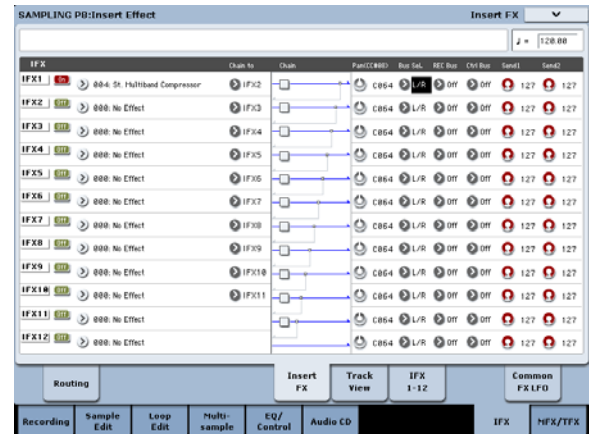 SAMPLING P0:Insert Effect Insert FX
♩ = 120.00
IFX Chain to Chain Pan(CC#08) Bus Sel. REC Bus Ctrl Bus Send1 Send2
IFX1 On 004: St. Multiband Compressor IFX2 C064 L/R Off Off 127 127
IFX2 Off 000: No Effect IFX3 C064 L/R Off Off 127 127
IFX3 Off 000: No Effect IFX4 C064 L/R Off Off 127 127
IFX4 Off 000: No Effect IFX5 C064 L/R Off Off 127 127
IFX5 Off 000: No Effect IFX6 C064 L/R Off Off 127 127
IFX6 Off 000: No Effect IFX7 C064 L/R Off Off 127 127
IFX7 Off 000: No Effect IFX8 C064 L/R Off Off 127 127
IFX8 Off 000: No Effect IFX9 C064 L/R Off Off 127 127
IFX9 Off 000: No Effect IFX10 C064 L/R Off Off 127 127
IFX10 Off 000: No Effect IFX11 C064 L/R Off Off 127 127
IFX11 Off 000: No Effect C064 L/R Off Off 127 127
IFX12 Off 000: No Effect C064 L/R Off Off 127 127
Routing
Insert
FX
Track
View
IFX
1-12
Common
FX LFO
Recording
Sample
Edit
Loop
Edit
Multi-
sample
EQ/
Control
Audio CD
IFX
MFX/TFX